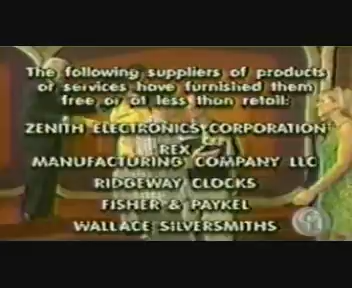 The following suppliers of products
or services have furnished them
free or at less than retail:
ZENITH ELECTRONICS CORPORATION
REX
MANUFACTURING COMPANY LLC
RIDGEWAY CLOCKS
FISHER & PAYKEL
WALLACE SILVERSMITHS